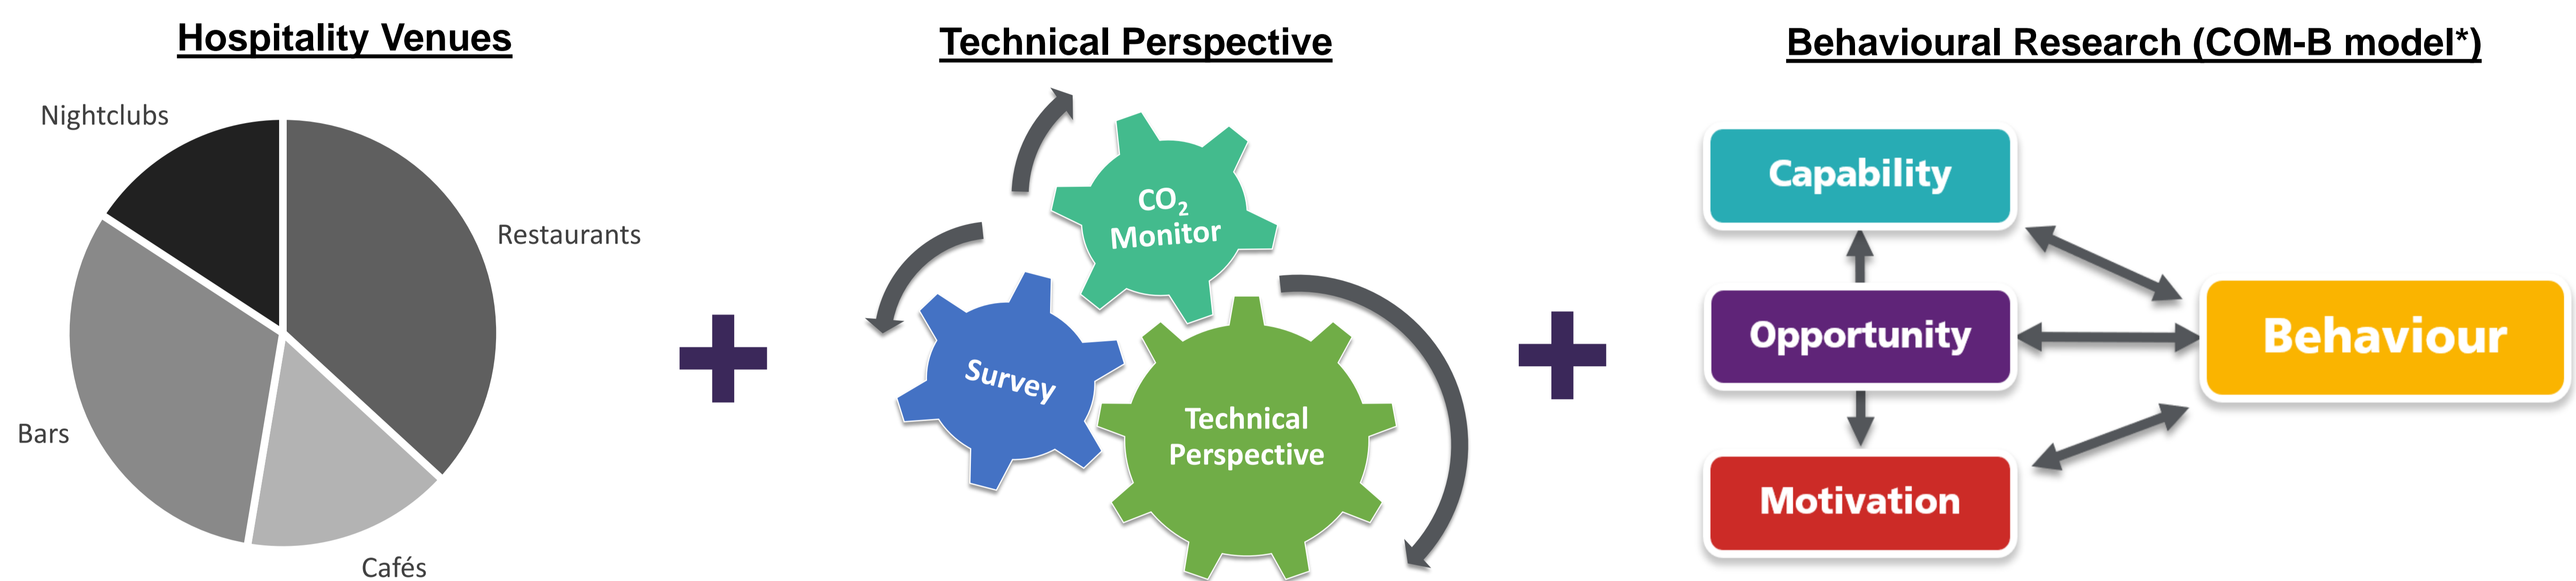 Hospitality Venues
Nightclubs
Restaurants
Bars
Cafés
Technical Perspective
CO₂
Monitor
Survey
Technical
Perspective
Behavioural Research (COM-B model*)
Capability
Opportunity
Motivation
Behaviour